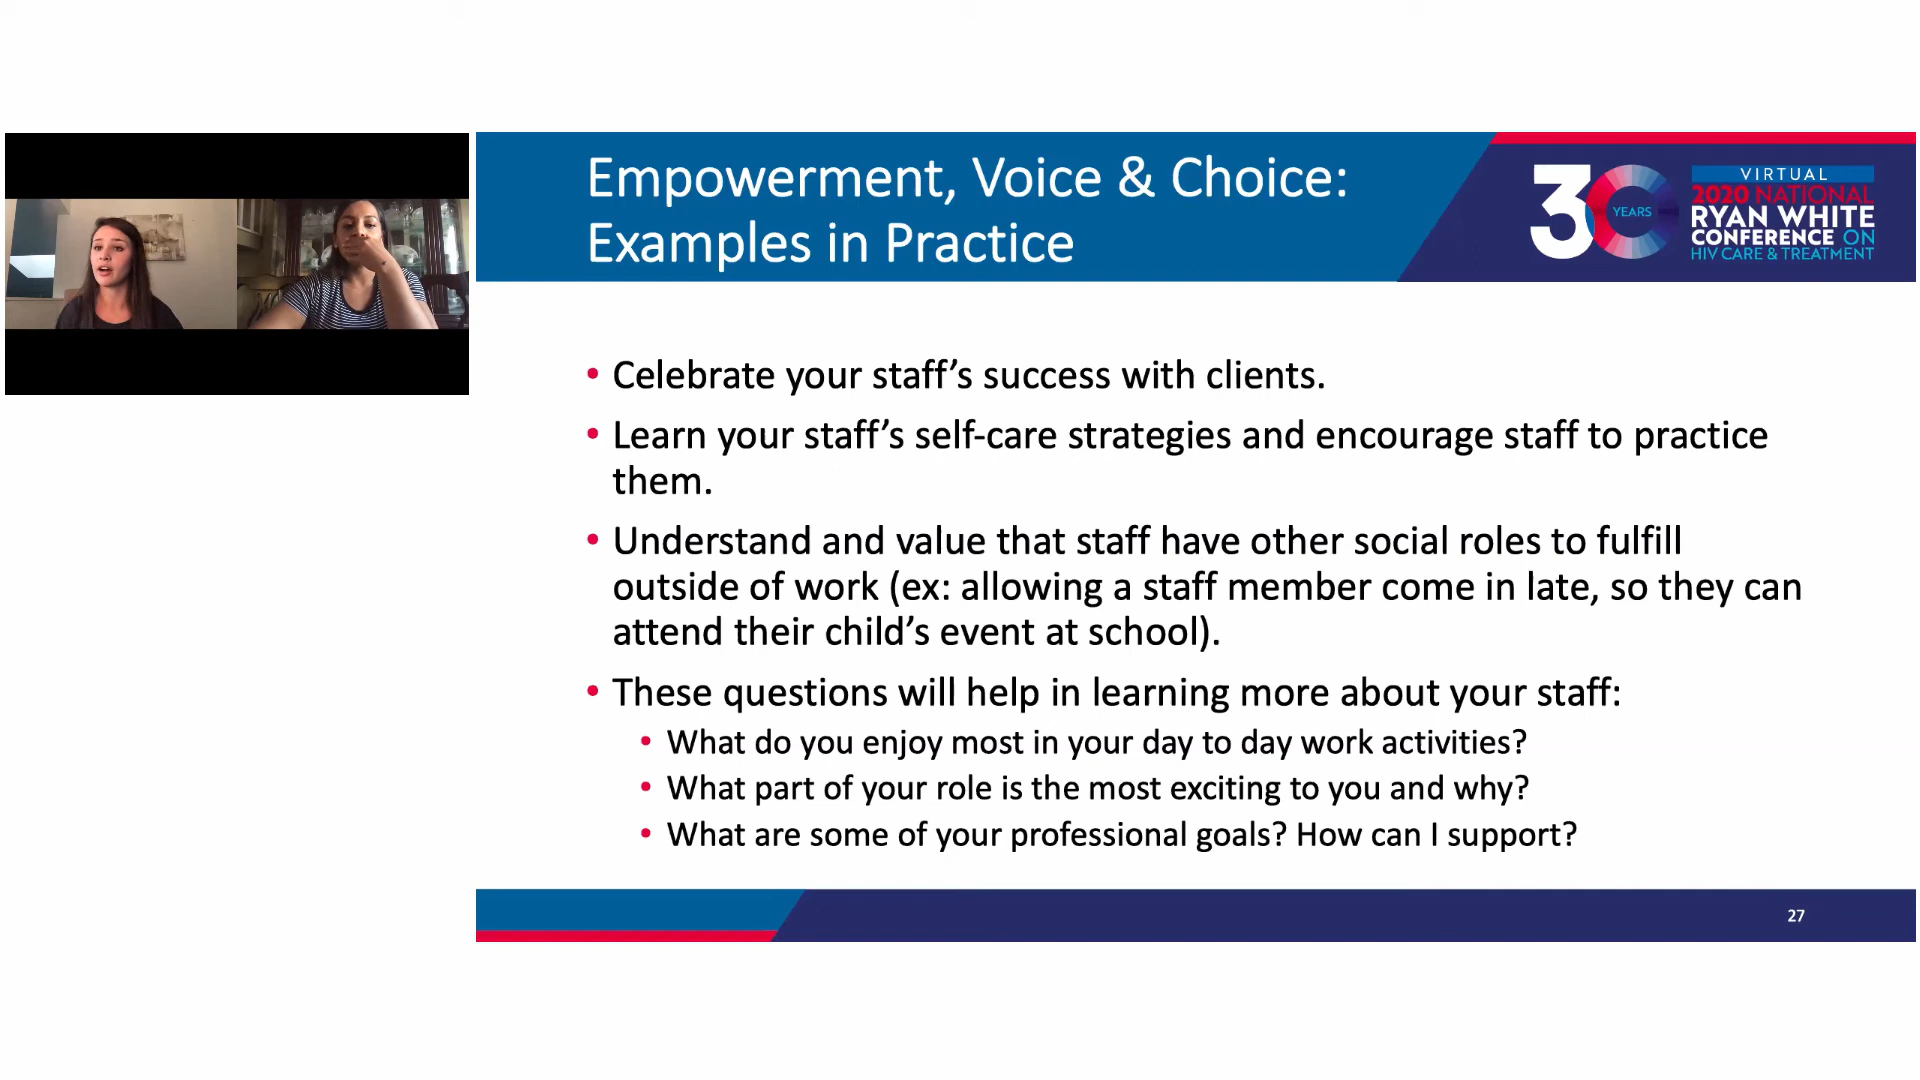 Empowerment, Voice & Choice:
Examples in Practice
30
YEARS
VIRTUAL
2020 NATIONAL
RYAN WHITE
CONFERENCE ON
HIV CARE & TREATMENT
• Celebrate your staff’s success with clients.
• Learn your staff’s self-care strategies and encourage staff to practice
them.
• Understand and value that staff have other social roles to fulfill
outside of work (ex: allowing a staff member come in late, so they can
attend their child’s event at school).
• These questions will help in learning more about your staff:
• What do you enjoy most in your day to day work activities?
• What part of your role is the most exciting to you and why?
• What are some of your professional goals? How can I support?
27